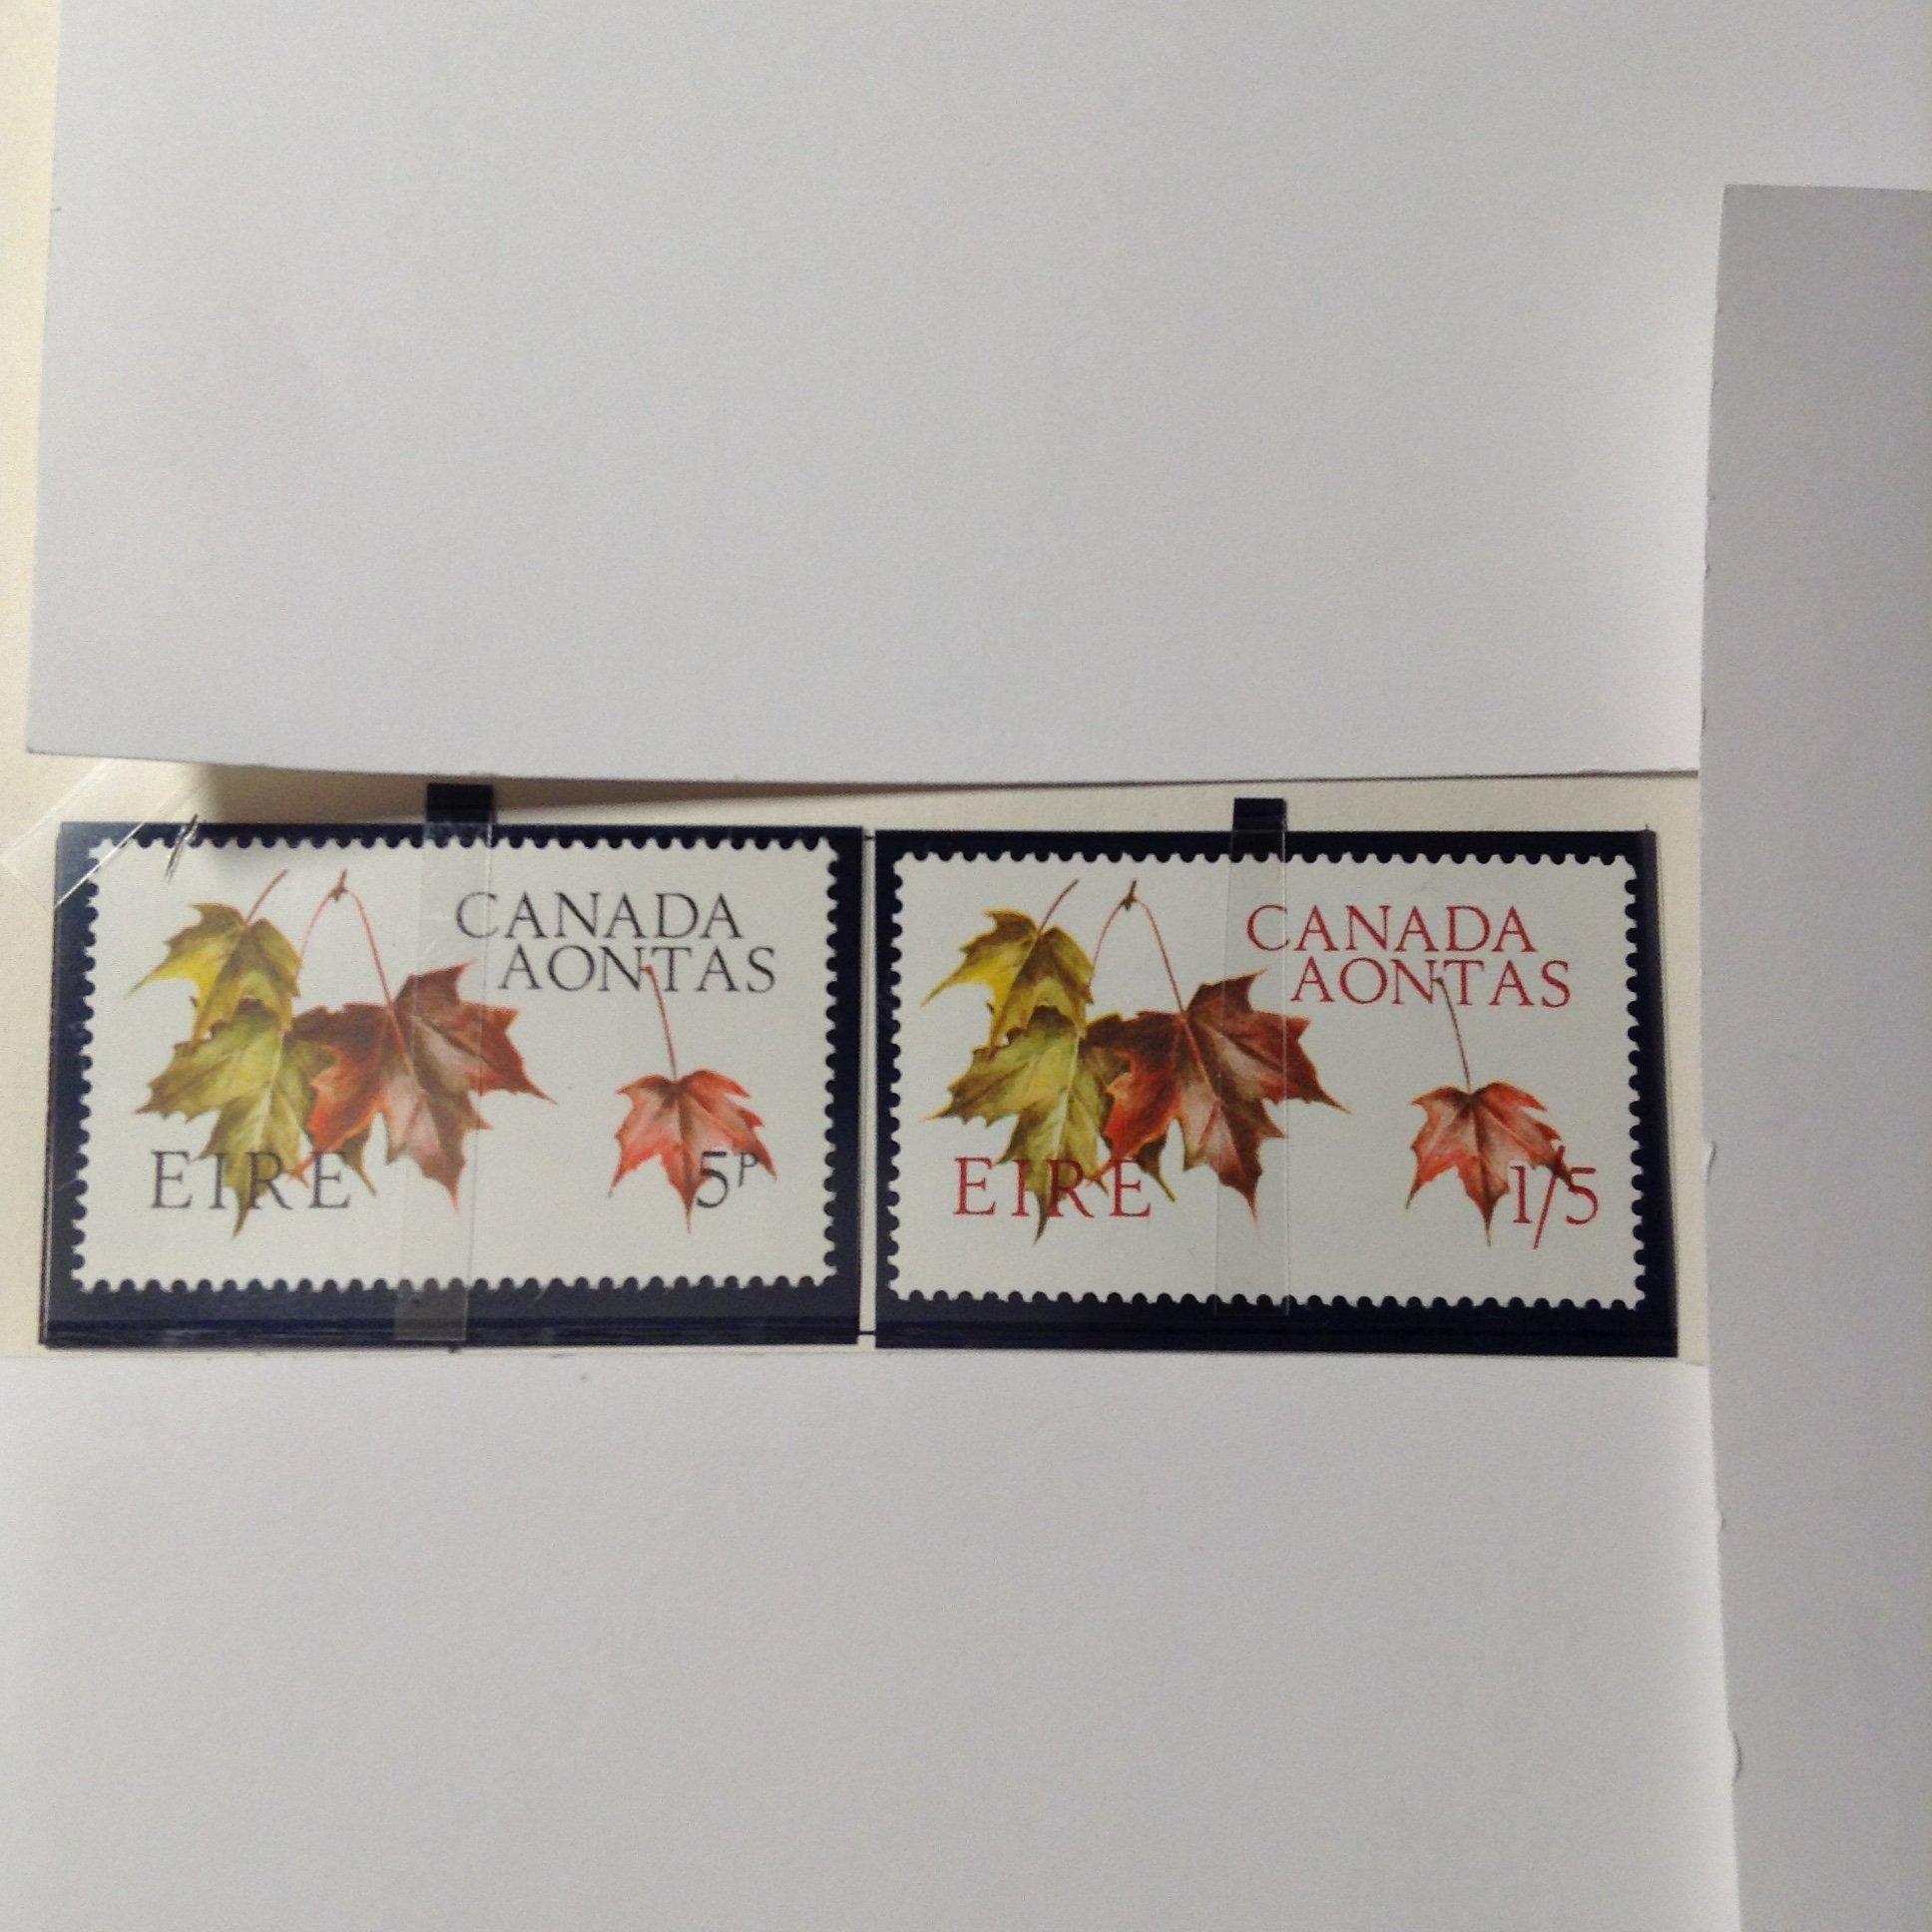 CANADA
AONTAS
EIRE
5P
CANADA
AONTAS
EIRE
1/5